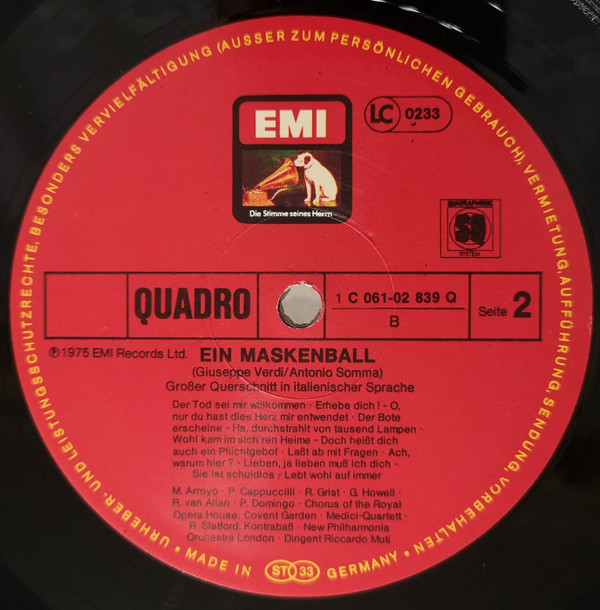 URHEBER- UND LEISTUNGSSCHUTZRECHTE, BESONDERS VERVIELFÄLTIGUNG (AUSSER ZUM PERSÖNLICHEN GEBRAUCH), VERMIETUNG, AUFFÜHRUNG, SENDUNG, VORBEHALTEN
EMI
LC 0233
Die Stimme seines Herrn
QUADRAPHONIC
SQ
SYSTEM
QUADRO
1 C 061-02 839 Q
B
Seite 2
℗ 1975 EMI Records Ltd. EIN MASKENBALL
(Giuseppe Verdi/Antonio Somma)
Großer Querschnitt in italienischer Sprache
Der Tod sei mir willkommen · Erhebe dich! - O,
nur du hast dies Herz mir entwendet · Der Bote
erscheine - Ha, durchstrahlt von tausend Lampen ·
Wohl kam im sich'ren Heime - Doch heißt dich
auch ein Pflichtgebot · Laßt ab mit Fragen · Ach,
warum hier? - Lieben, ja lieben muß ich dich -
Sie ist schuldlos · Lebt wohl auf immer
M. Arroyo · P. Cappuccilli · R. Grist · G. Howell ·
R. van Allan · P. Domingo · Chorus of the Royal
Opera House, Covent Garden · Medici-Quartett ·
R. Slatford, Kontrabaß · New Philharmonia
Orchestra London · Dirigent Riccardo Muti
• MADE IN ST 33 GERMANY •